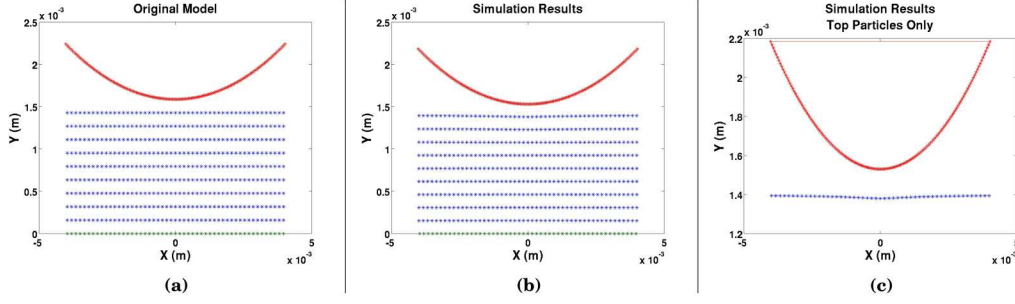 Original Model
x 10⁻³
2.5
2
1.5
1
0.5
0
Y (m)
-5
0
5
X (m)
x 10⁻³
(a)
Simulation Results
x 10⁻³
2.5
2
1.5
1
0.5
0
Y (m)
-5
0
5
X (m)
x 10⁻³
(b)
Simulation Results
Top Particles Only
x 10⁻³
2.2
2
1.8
1.6
1.4
1.2
Y (m)
-5
0
5
X (m)
x 10⁻³
(c)